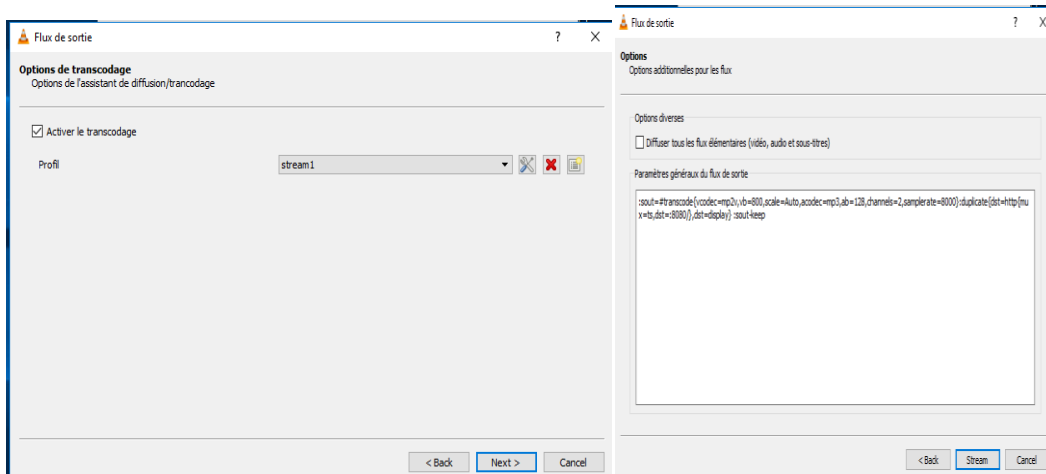 Flux de sortie
Options de transcodage
Options de l'assistant de diffusion/trancodage
Activer le transcodage
Profil
stream1
< Back
Next >
Cancel
Flux de sortie
Options
Options additionnelles pour les flux
Options diverses
Diffuser tous les flux élémentaires (vidéo, audio et sous-titres)
Paramètres généraux du flux de sortie
:sout=#transcode{vcodec=mp2v,vb=800,scale=Auto,acodec=mp3,ab=128,channels=2,samplerate=8000}:duplicate{dst=http{mu
x=ts,dst=:8080/},dst=display} :sout-keep
< Back
Stream
Cancel